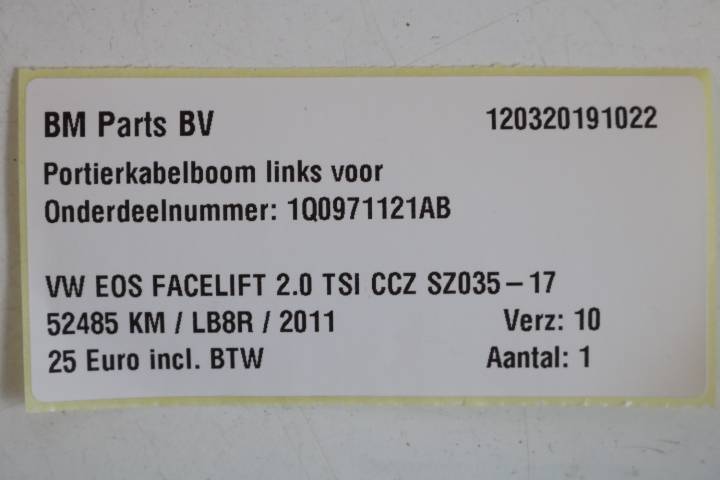 BM Parts BV 120320191022
Portierkabelboom links voor
Onderdeelnummer: 1Q0971121AB
VW EOS FACELIFT 2.0 TSI CCZ SZ035-17
52485 KM / LB8R / 2011 Verz: 10
25 Euro incl. BTW Aantal: 1